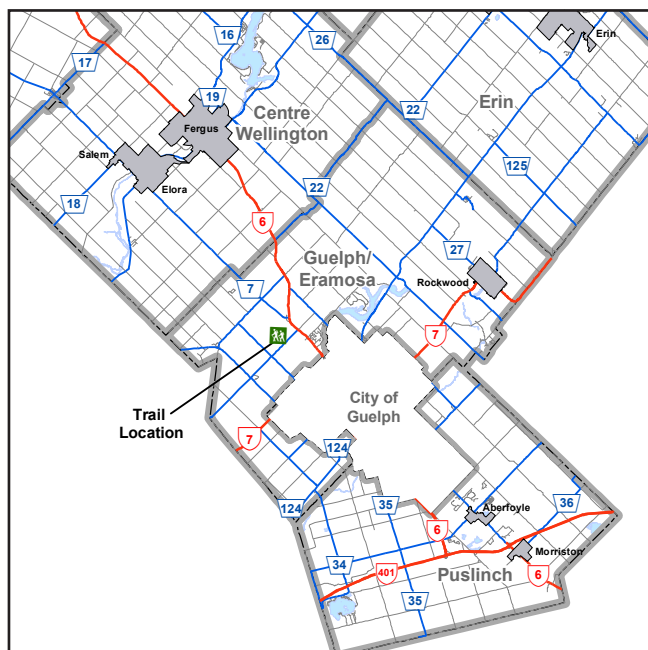 16
26
17
Erin
19
Centre
Wellington
22
Erin
Fergus
125
Salem
Elora
22
18
6
27
Guelph/
Eramosa
7
Rockwood
7
Trail
Location
City of
Guelph
7
124
124
35
36
Aberfoyle
6
Morriston
34
401
Puslinch
6
35